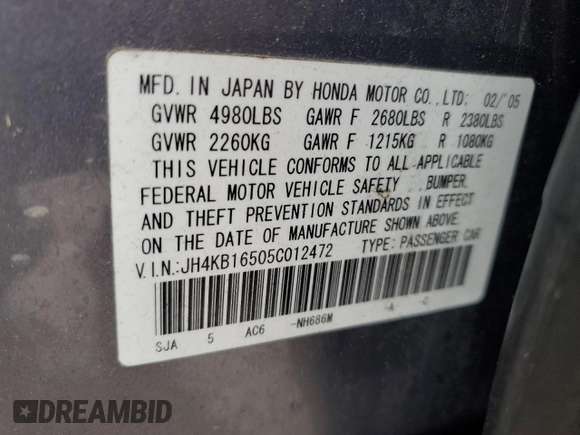 MFD. IN JAPAN BY HONDA MOTOR CO.,LTD: 02/'05
GVWR 4980LBS GAWR F 2680LBS R 2380LBS
GVWR 2260KG GAWR F 1215KG R 1080KG
THIS VEHICLE CONFORMS TO ALL APPLICABLE
FEDERAL MOTOR VEHICLE SAFETY , BUMPER,
AND THEFT PREVENTION STANDARDS IN EFFECT
ON THE DATE OF MANUFACTURE SHOWN ABOVE.
V.I.N.:JH4KB16505C012472 TYPE: PASSENGER CAR
SJA 5 AC6 -NH686M -A -C
DREAMBID